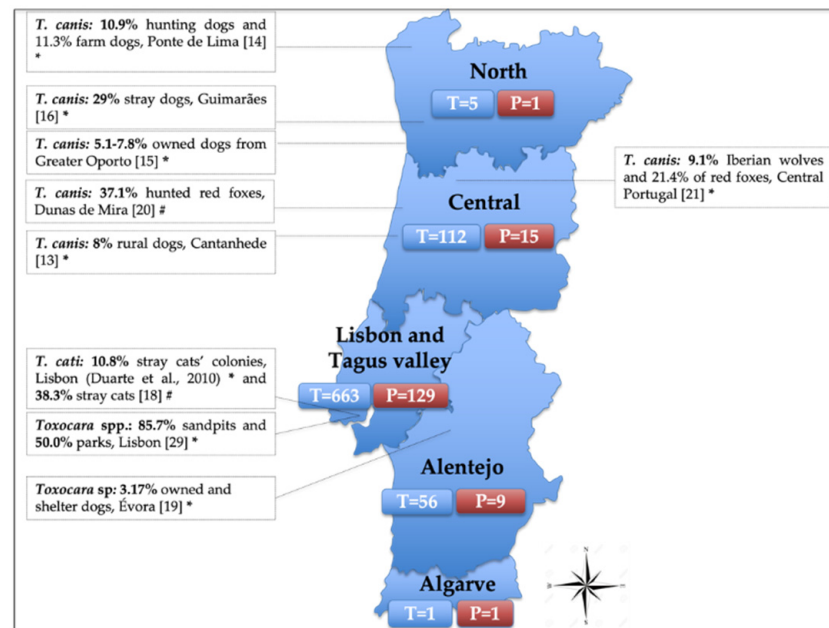 T. canis: 10.9% hunting dogs and
11.3% farm dogs, Ponte de Lima [14]
*
T. canis: 29% stray dogs, Guimarães
[16] *
T. canis: 5.1-7.8% owned dogs from
Greater Oporto [15] *
T. canis: 37.1% hunted red foxes,
Dunas de Mira [20] #
T. canis: 8% rural dogs, Cantanhede
[13] *
T. cati: 10.8% stray cats’ colonies,
Lisbon (Duarte et al., 2010) * and
38.3% stray cats [18] #
Toxocara spp.: 85.7% sandpits and
50.0% parks, Lisbon [29] *
Toxocara sp: 3.17% owned and
shelter dogs, Évora [19] *
North
T=5 P=1
T. canis: 9.1% Iberian wolves
and 21.4% of red foxes, Central
Portugal [21] *
Central
T=112 P=15
Lisbon and
Tagus valley
T=663 P=129
Alentejo
T=56 P=9
Algarve
T=1 P=1
N
S